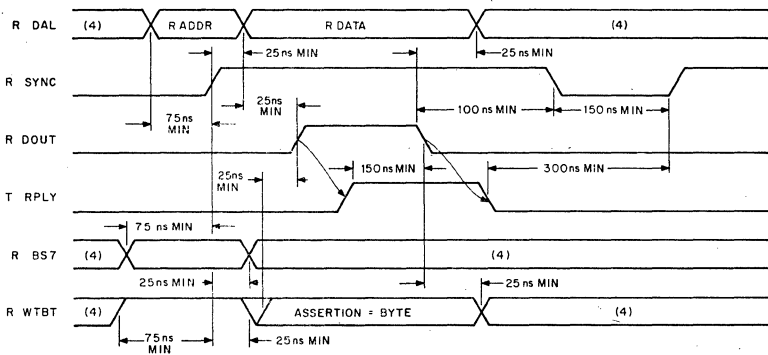 R DAL (4) R ADDR R DATA (4)
25ns MIN 25ns MIN
R SYNC
75ns MIN 25ns MIN 100ns MIN 150ns MIN
R DOUT
25ns MIN 150ns MIN 300ns MIN
T RPLY
75ns MIN
R BS7 (4) (4)
25ns MIN 25ns MIN
R WTBT (4) ASSERTION = BYTE (4)
75ns MIN 25ns MIN